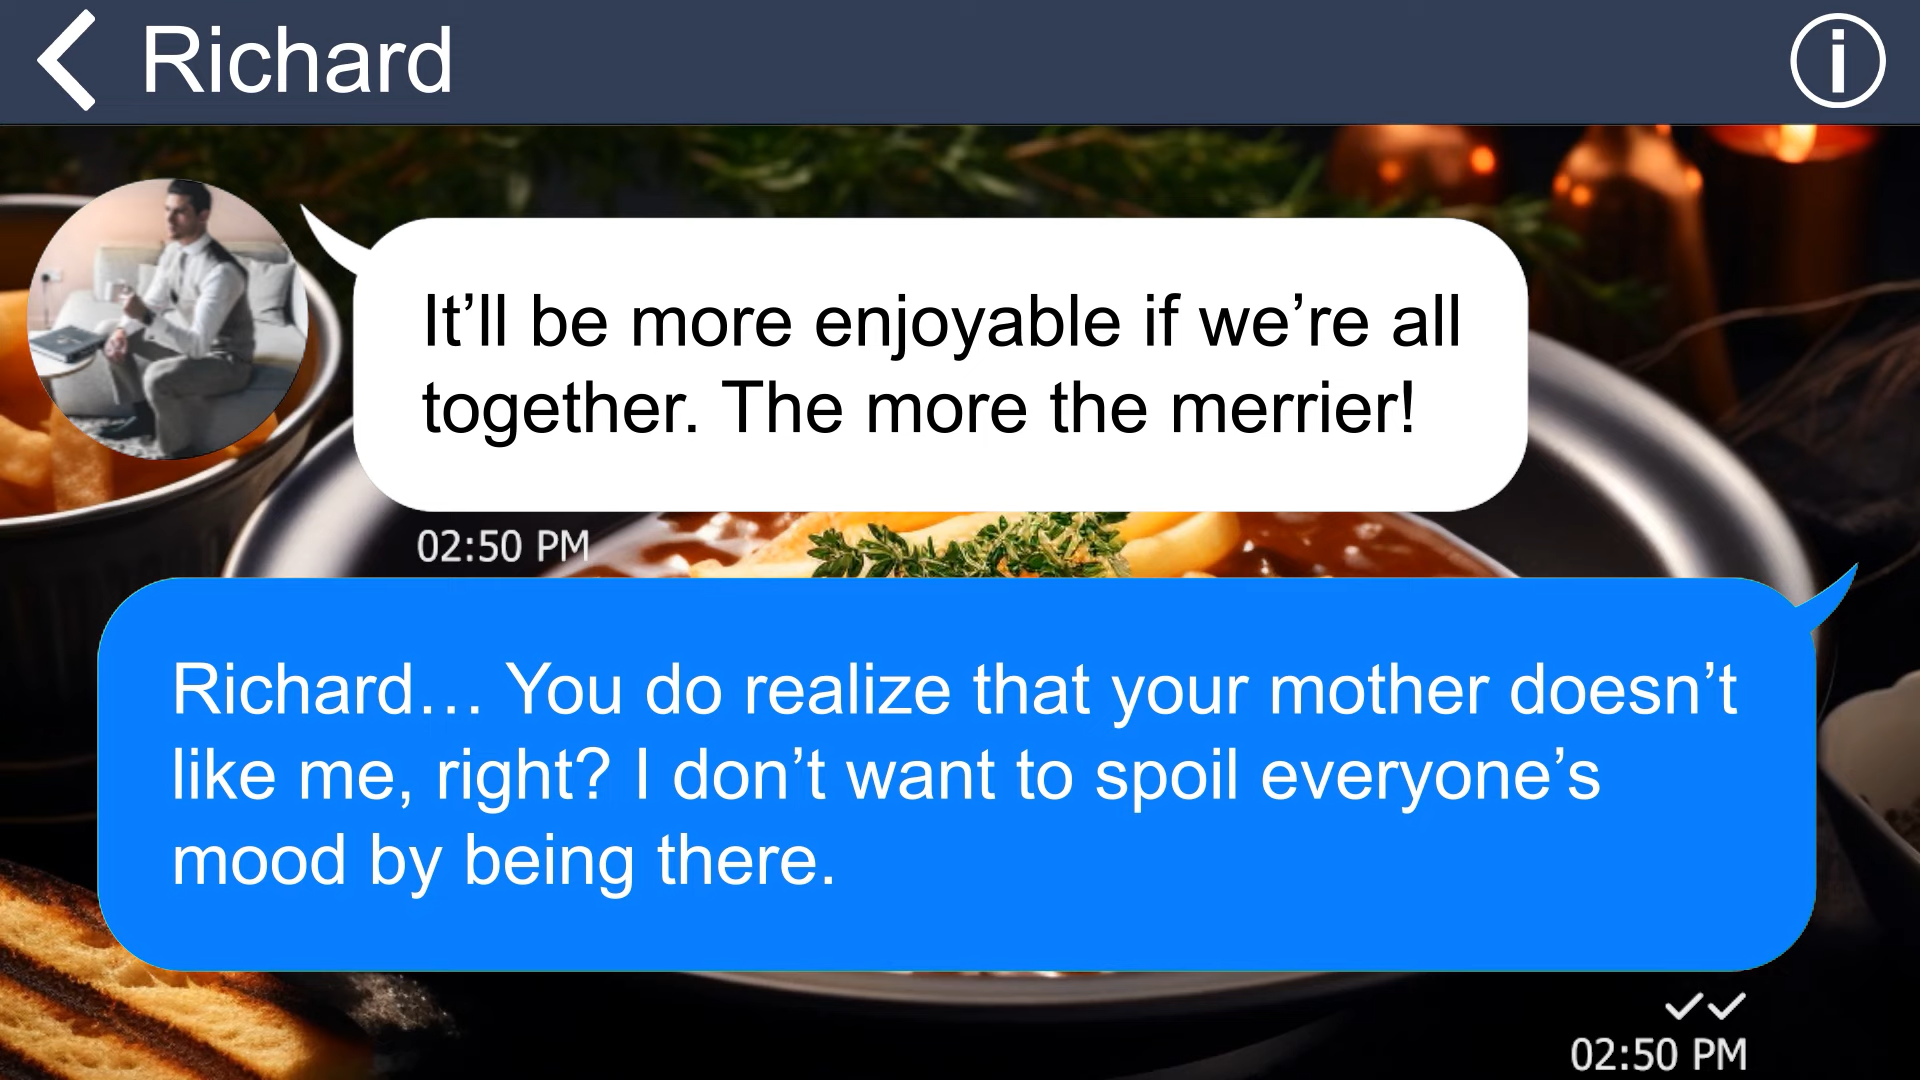 Richard
It’ll be more enjoyable if we’re all
together. The more the merrier!
02:50 PM
Richard… You do realize that your mother doesn’t
like me, right? I don’t want to spoil everyone’s
mood by being there.
02:50 PM